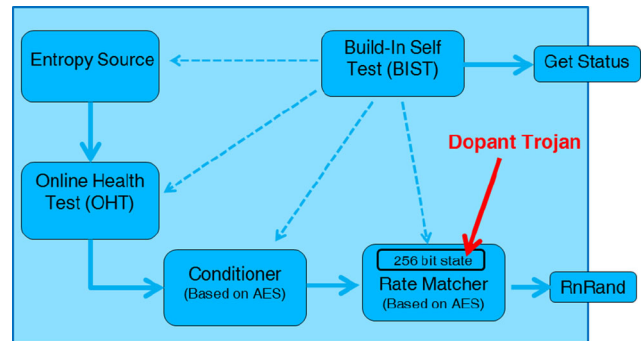 Entropy Source
Build-In Self
Test (BIST)
Get Status
Dopant Trojan
Online Health
Test (OHT)
256 bit state
Conditioner
(Based on AES)
Rate Matcher
(Based on AES)
RnRand